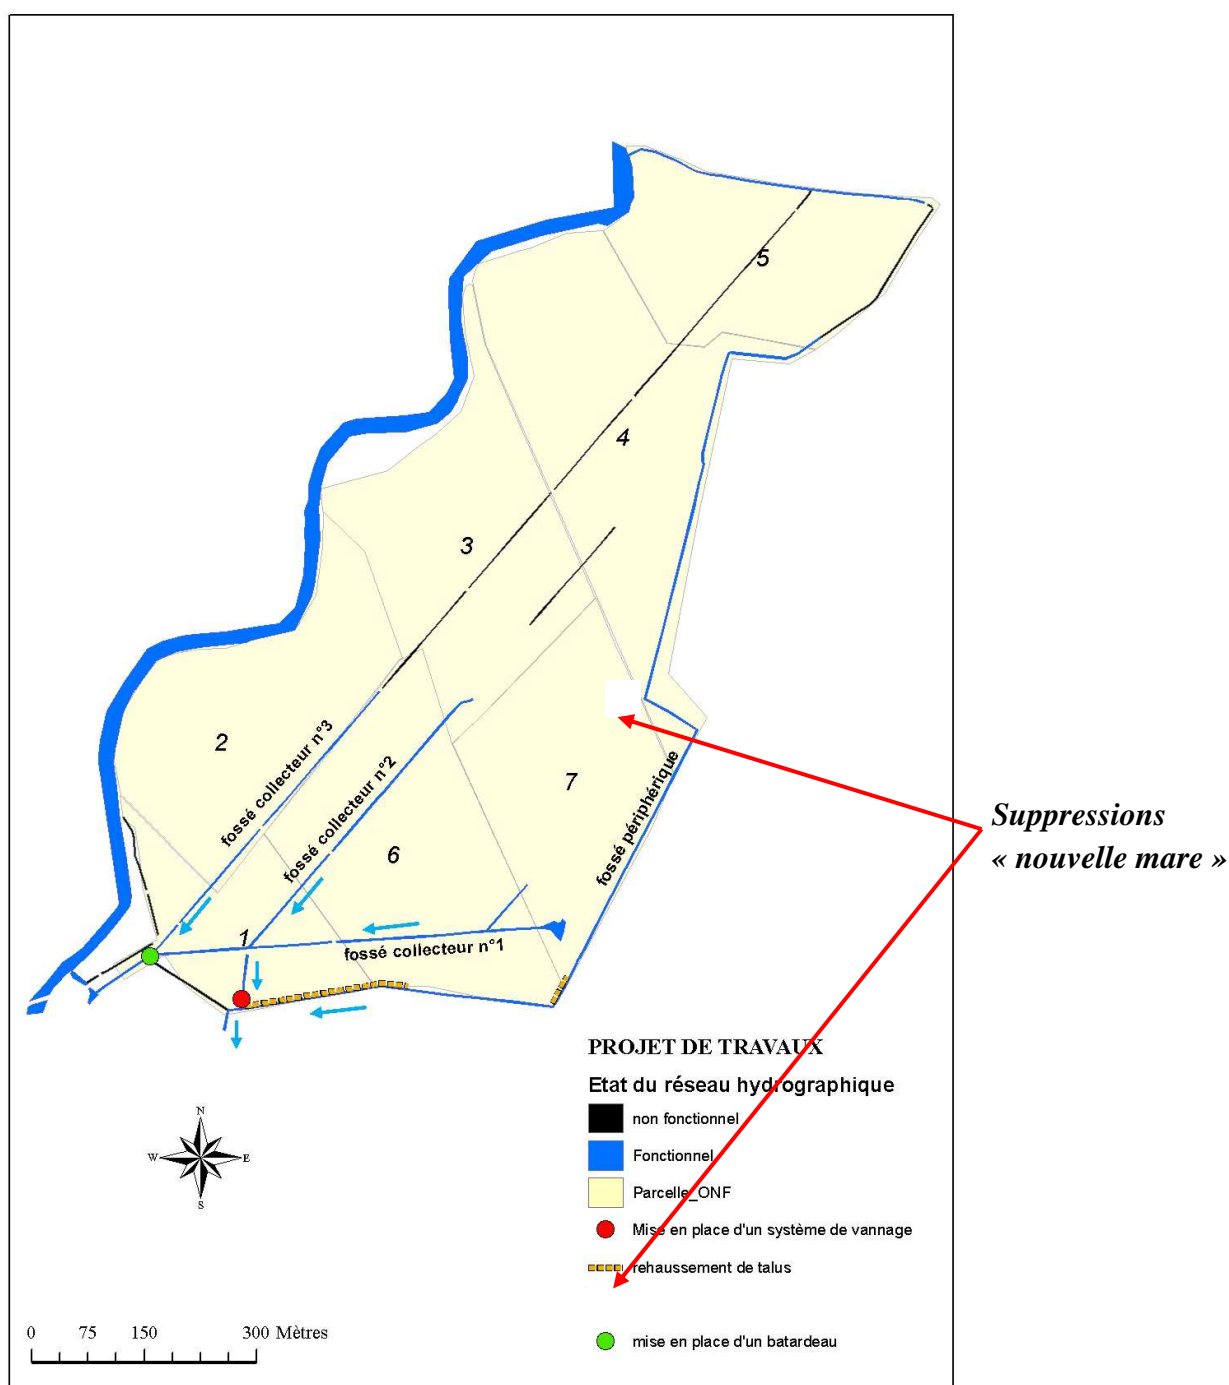 5
4
3
2
fossé collecteur n°3
fossé collecteur n°2
7
fossé périphérique
6
Suppressions
« nouvelle mare »
1
fossé collecteur n°1
PROJET DE TRAVAUX
Etat du réseau hydrographique
non fonctionnel
Fonctionnel
Parcelle_ONF
Mise en place d'un système de vannage
rehaussement de talus
mise en place d'un batardeau
N
W
E
S
0 75 150 300 Mètres